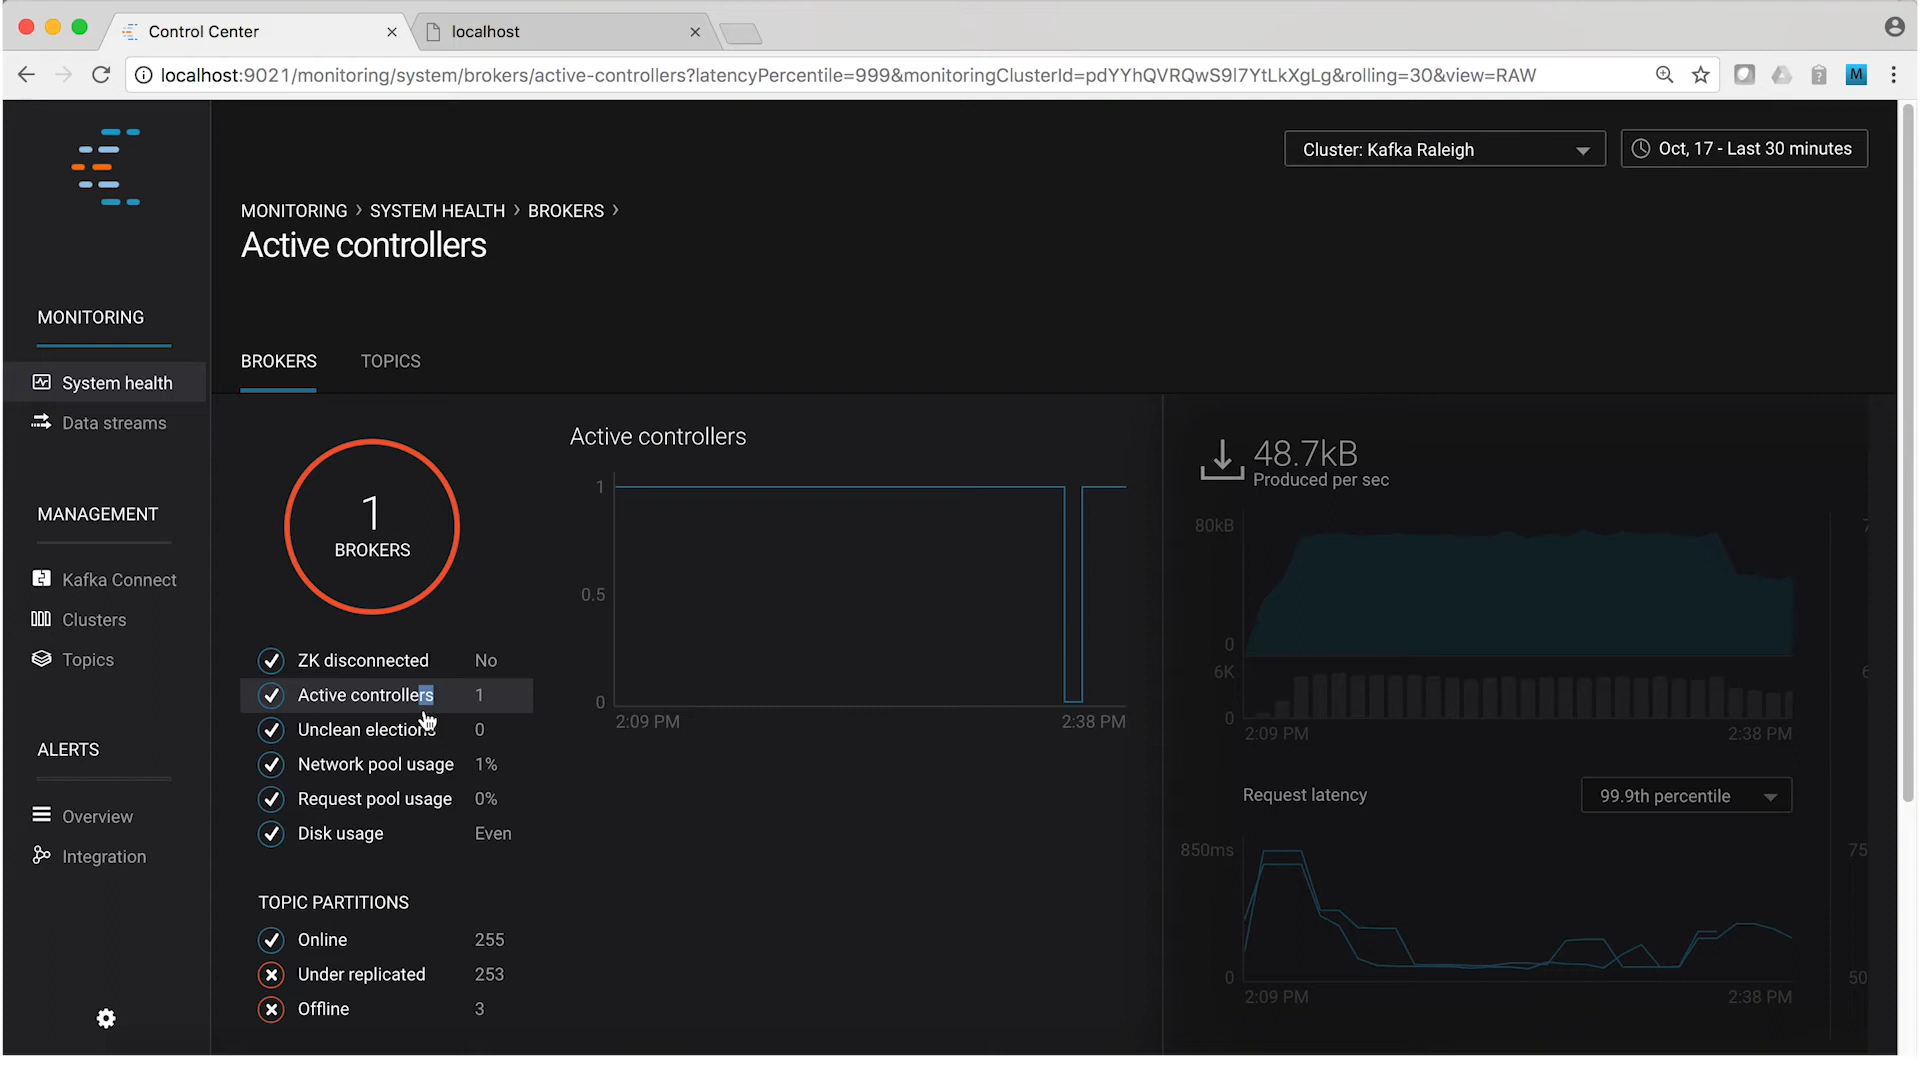 Control Center
localhost
localhost:9021/monitoring/system/brokers/active-controllers?latencyPercentile=999&monitoringClusterId=pdYYhQVRQwS9l7YtLkXgLg&rolling=30&view=RAW
M
Cluster: Kafka Raleigh
Oct, 17 - Last 30 minutes
MONITORING › SYSTEM HEALTH › BROKERS ›
Active controllers
MONITORING
System health
Data streams
MANAGEMENT
Kafka Connect
Clusters
Topics
ALERTS
Overview
Integration
BROKERS
TOPICS
1
BROKERS
ZK disconnected No
Active controllers 1
Unclean elections 0
Network pool usage 1%
Request pool usage 0%
Disk usage Even
TOPIC PARTITIONS
Online 255
Under replicated 253
Offline 3
Active controllers
1
0.5
0
2:09 PM 2:38 PM
48.7kB
Produced per sec
80kB
0
6K
0
2:09 PM 2:38 PM
Request latency
99.9th percentile
850ms
0
2:09 PM 2:38 PM
75
50